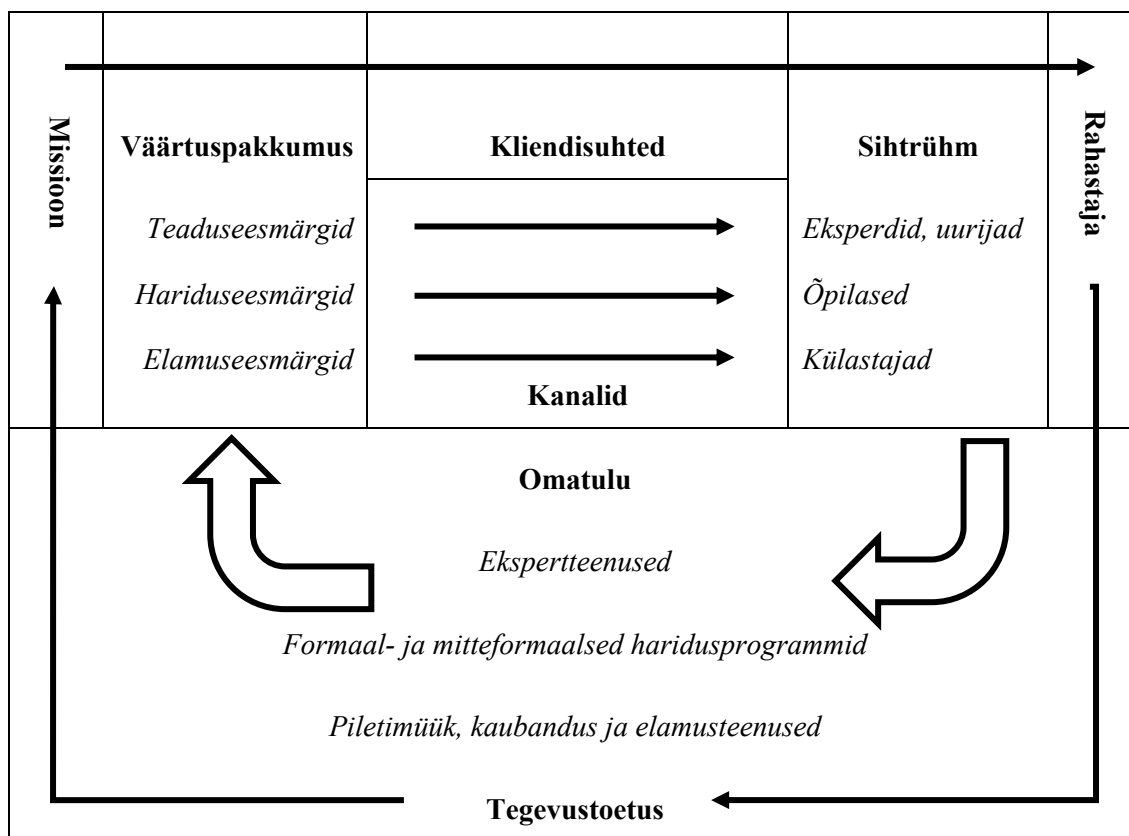 Missioon
Väärtuspakkumus
Kliendisuhted
Sihtrühm
Rahastaja
Teaduseesmärgid
Eksperdid, uurijad
Hariduseesmärgid
Õpilased
Elamuseesmärgid
Külastajad
Kanalid
Omatulu
Ekspertteenused
Formaal- ja mitteformaalsed haridusprogrammid
Piletimüük, kaubandus ja elamusteenused
Tegevustoetus